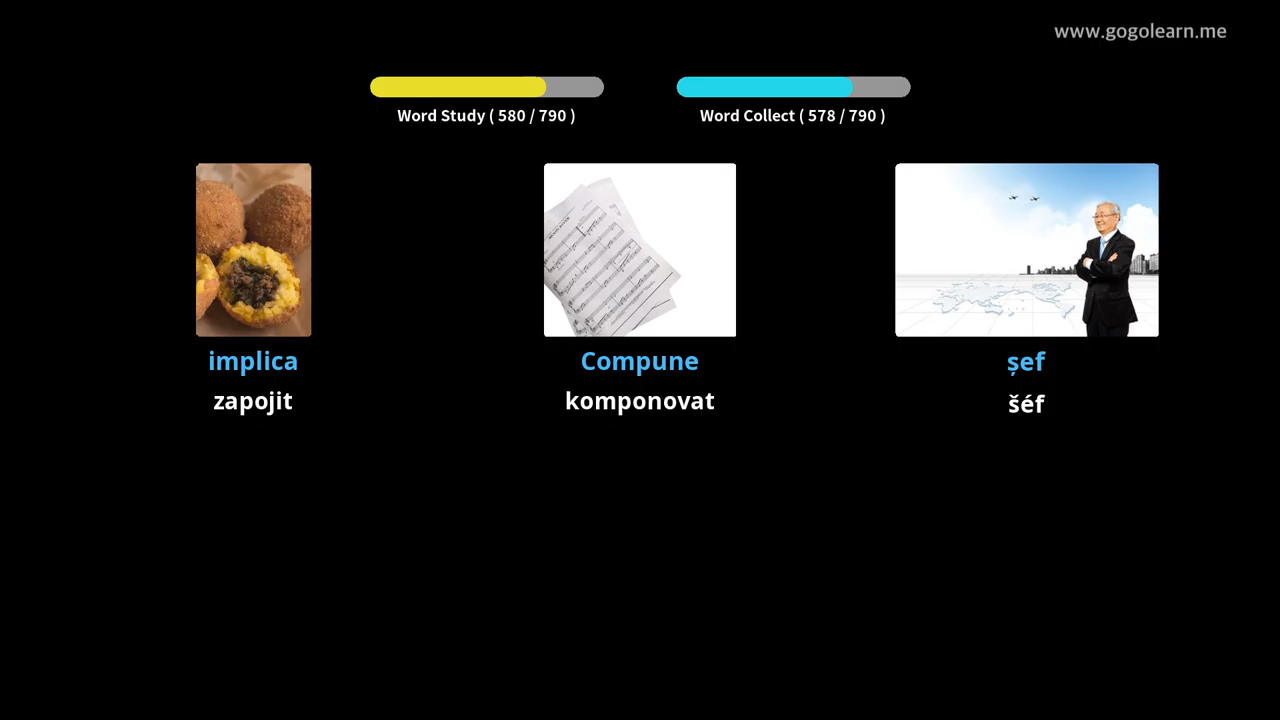 www.gogolearn.me
Word Study ( 580 / 790 )
Word Collect ( 578 / 790 )
implica
zapojit
Compune
komponovat
șef
šéf